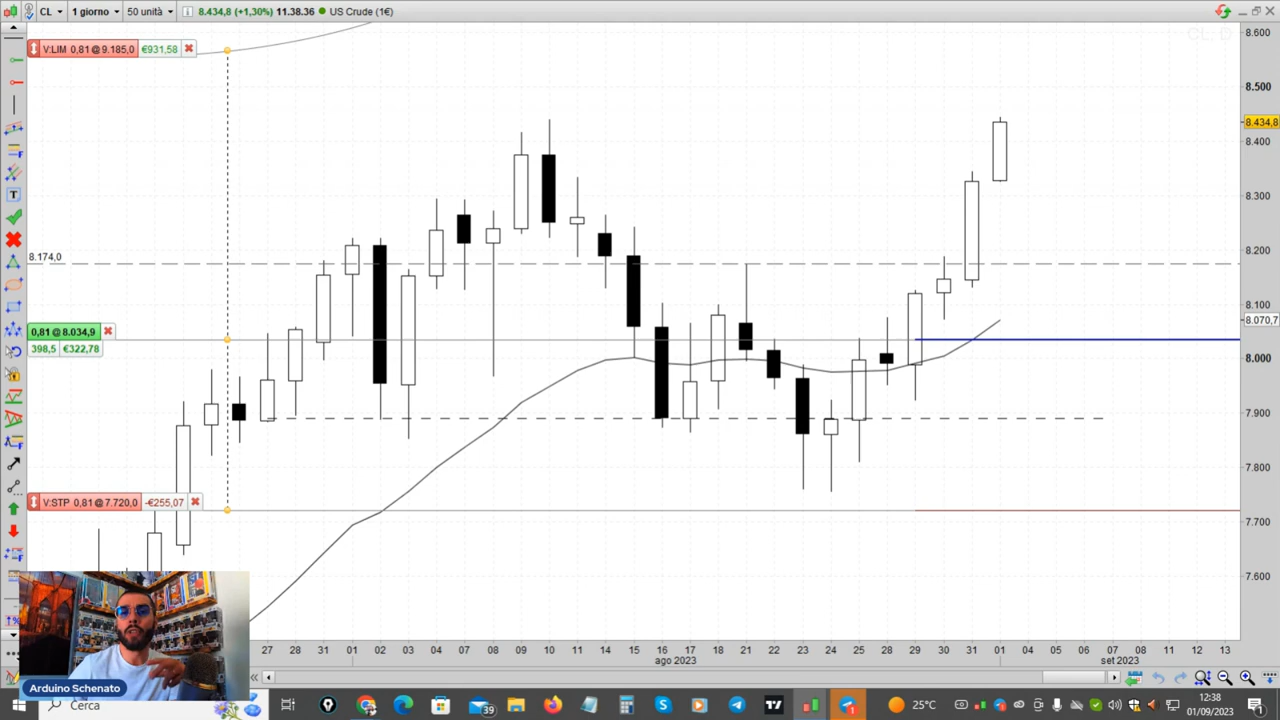 CL 1 giorno 50 unità 8.434,8 (+1,30%) 11.38.36 US Crude (1€)
CL, D
V:LIM 0,81@9.185,0 €931,58
8.174,0
0,81@8.034,9
398,5 €322,78
V:STP 0,81@7.720,0 -€255,07
8.600
8.500
8.434,8
8.400
8.300
8.200
8.100
8.070,7
8.000
7.900
7.800
7.700
7.600
27 28 31 01 02 03 04 07 08 09 10 11 14 15 16 17 18 21 22 23 24 25 28 29 30 31 01 04 05 06 07 08 11 12 13
ago 2023 set 2023
Arduino Schenato
Cerca
39
25°C
12:38
01/09/2023